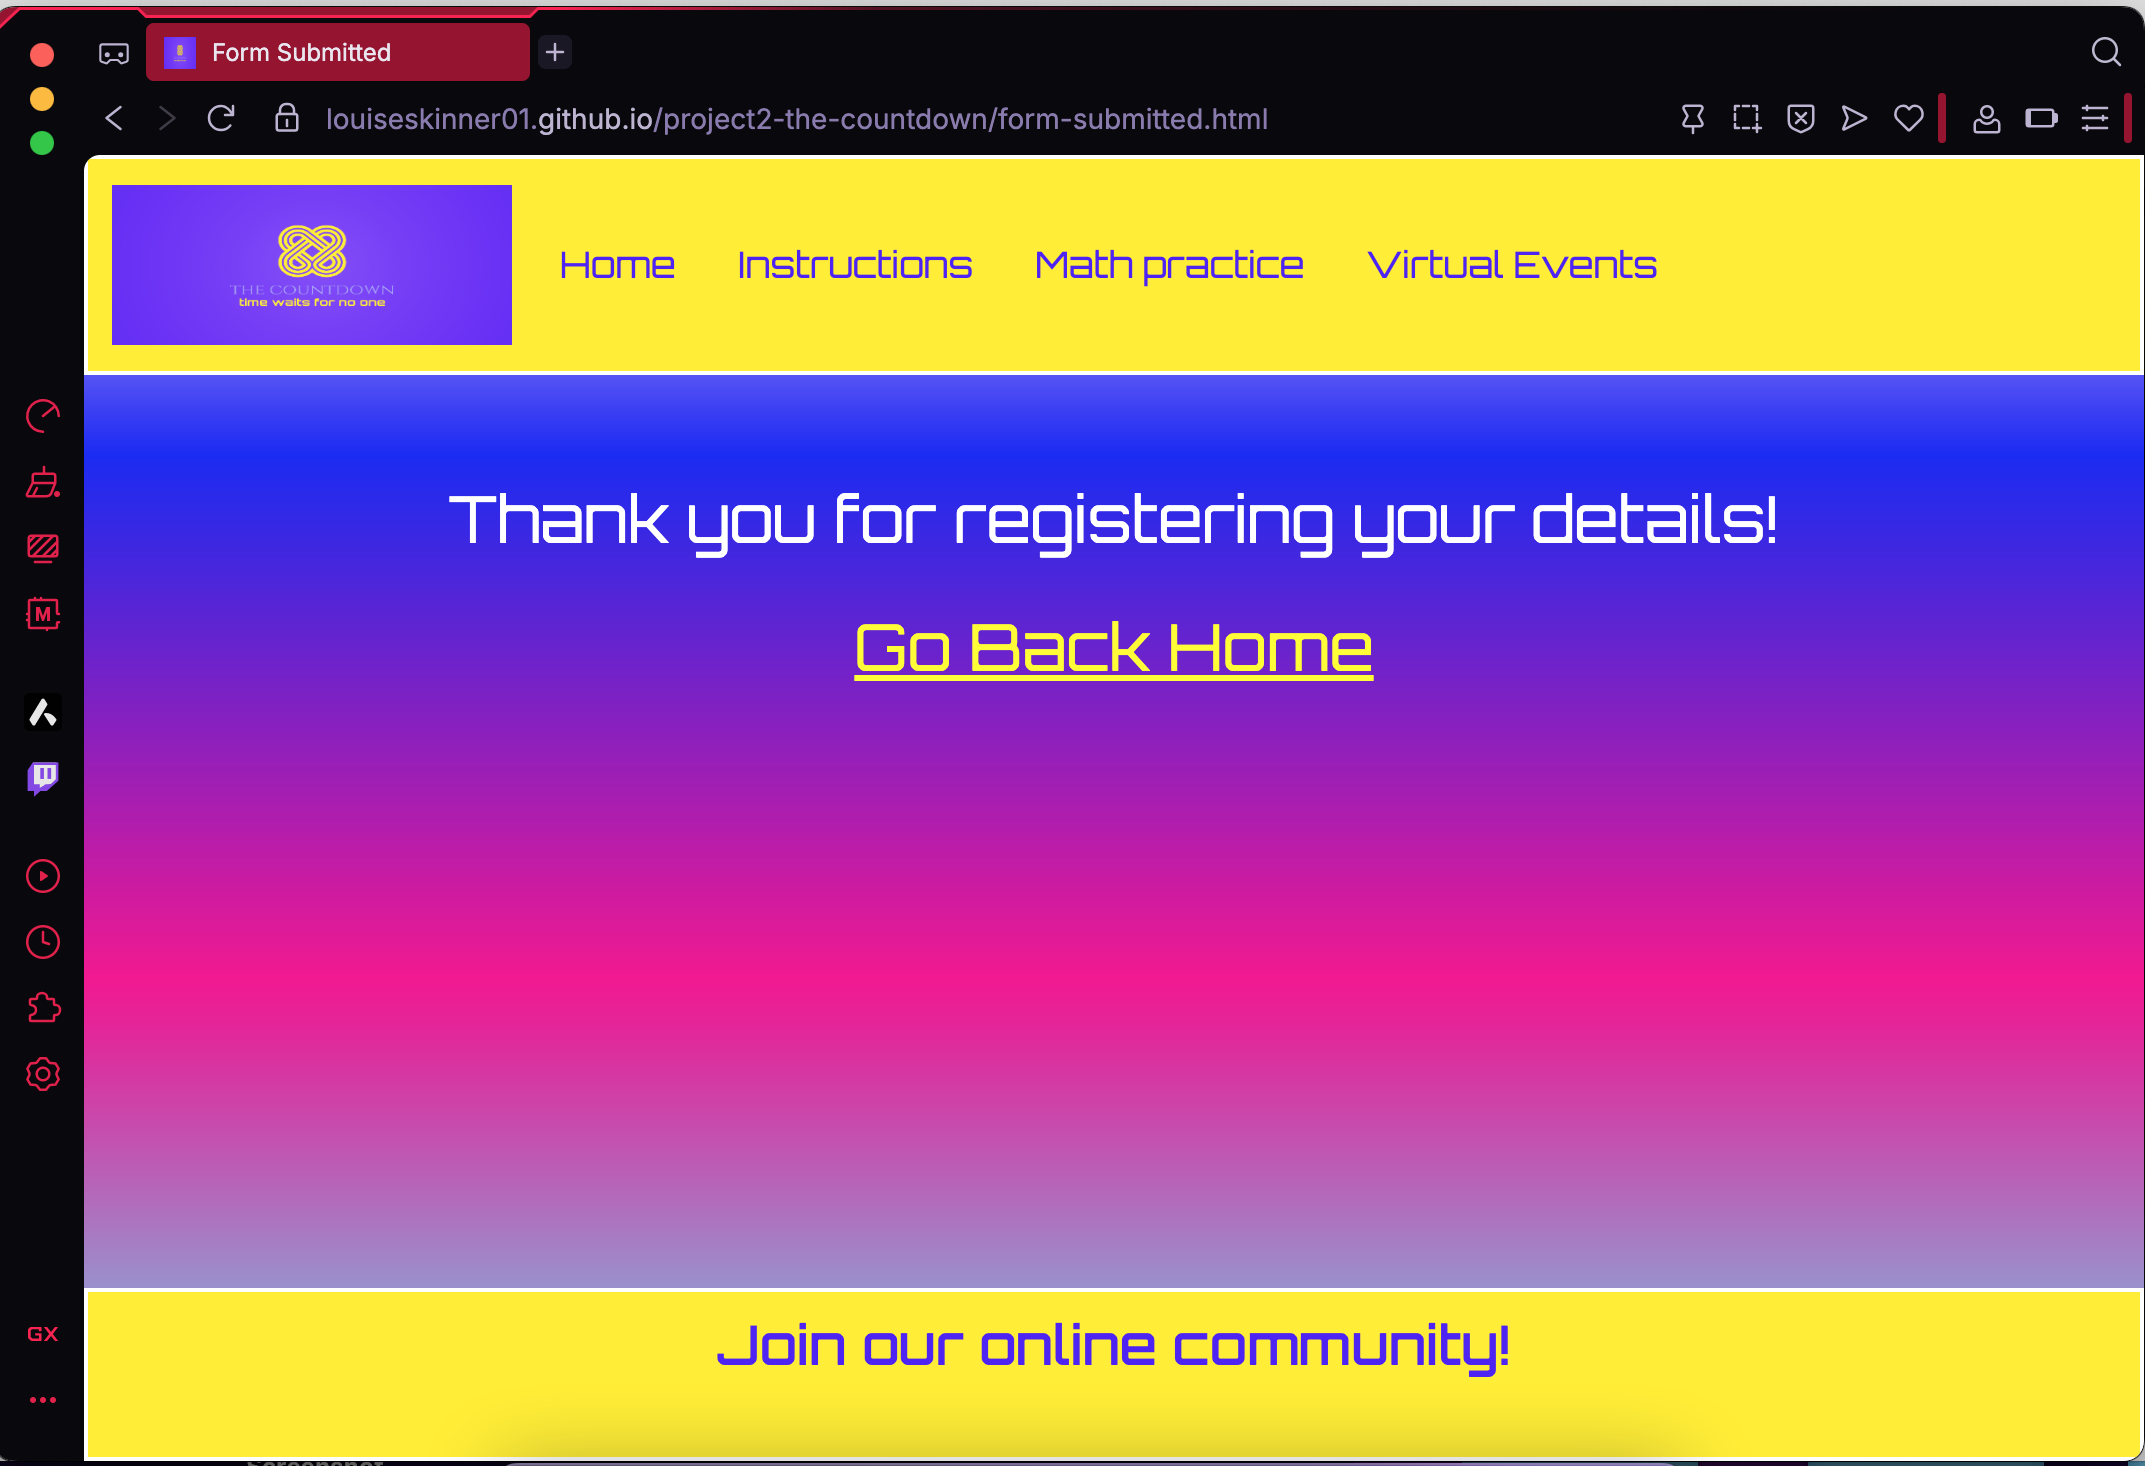 Form Submitted
louiseskinner01.github.io/project2-the-countdown/form-submitted.html
THE COUNTDOWN
time waits for no one
Home Instructions Math practice Virtual Events
Thank you for registering your details!
Go Back Home
M
GX
Join our online community!